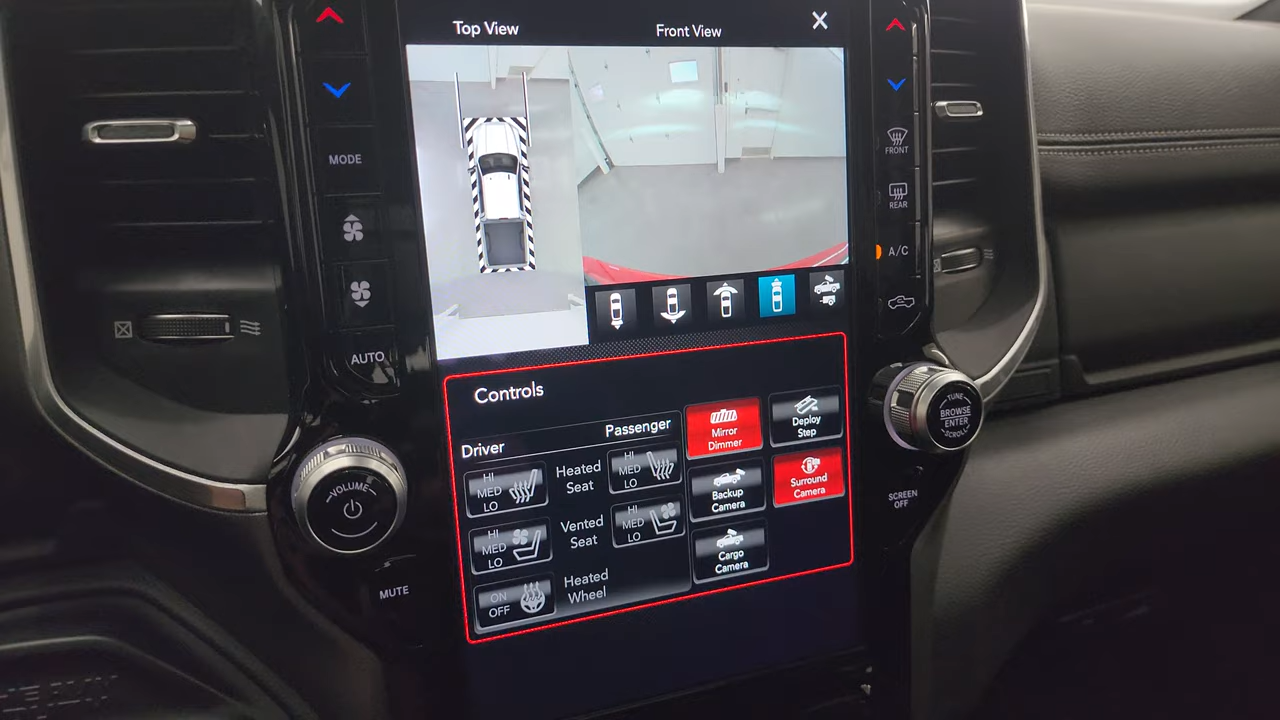 Top View
Front View
X
MODE
AUTO
VOLUME
MUTE
FRONT
REAR
A/C
TUNE
BROWSE
ENTER
SCROLL
SCREEN
OFF
Controls
Driver
Passenger
HI
MED
LO
Heated
Seat
HI
MED
LO
HI
MED
LO
Vented
Seat
HI
MED
LO
ON
OFF
Heated
Wheel
Mirror
Dimmer
Deploy
Step
Backup
Camera
Surround
Camera
Cargo
Camera